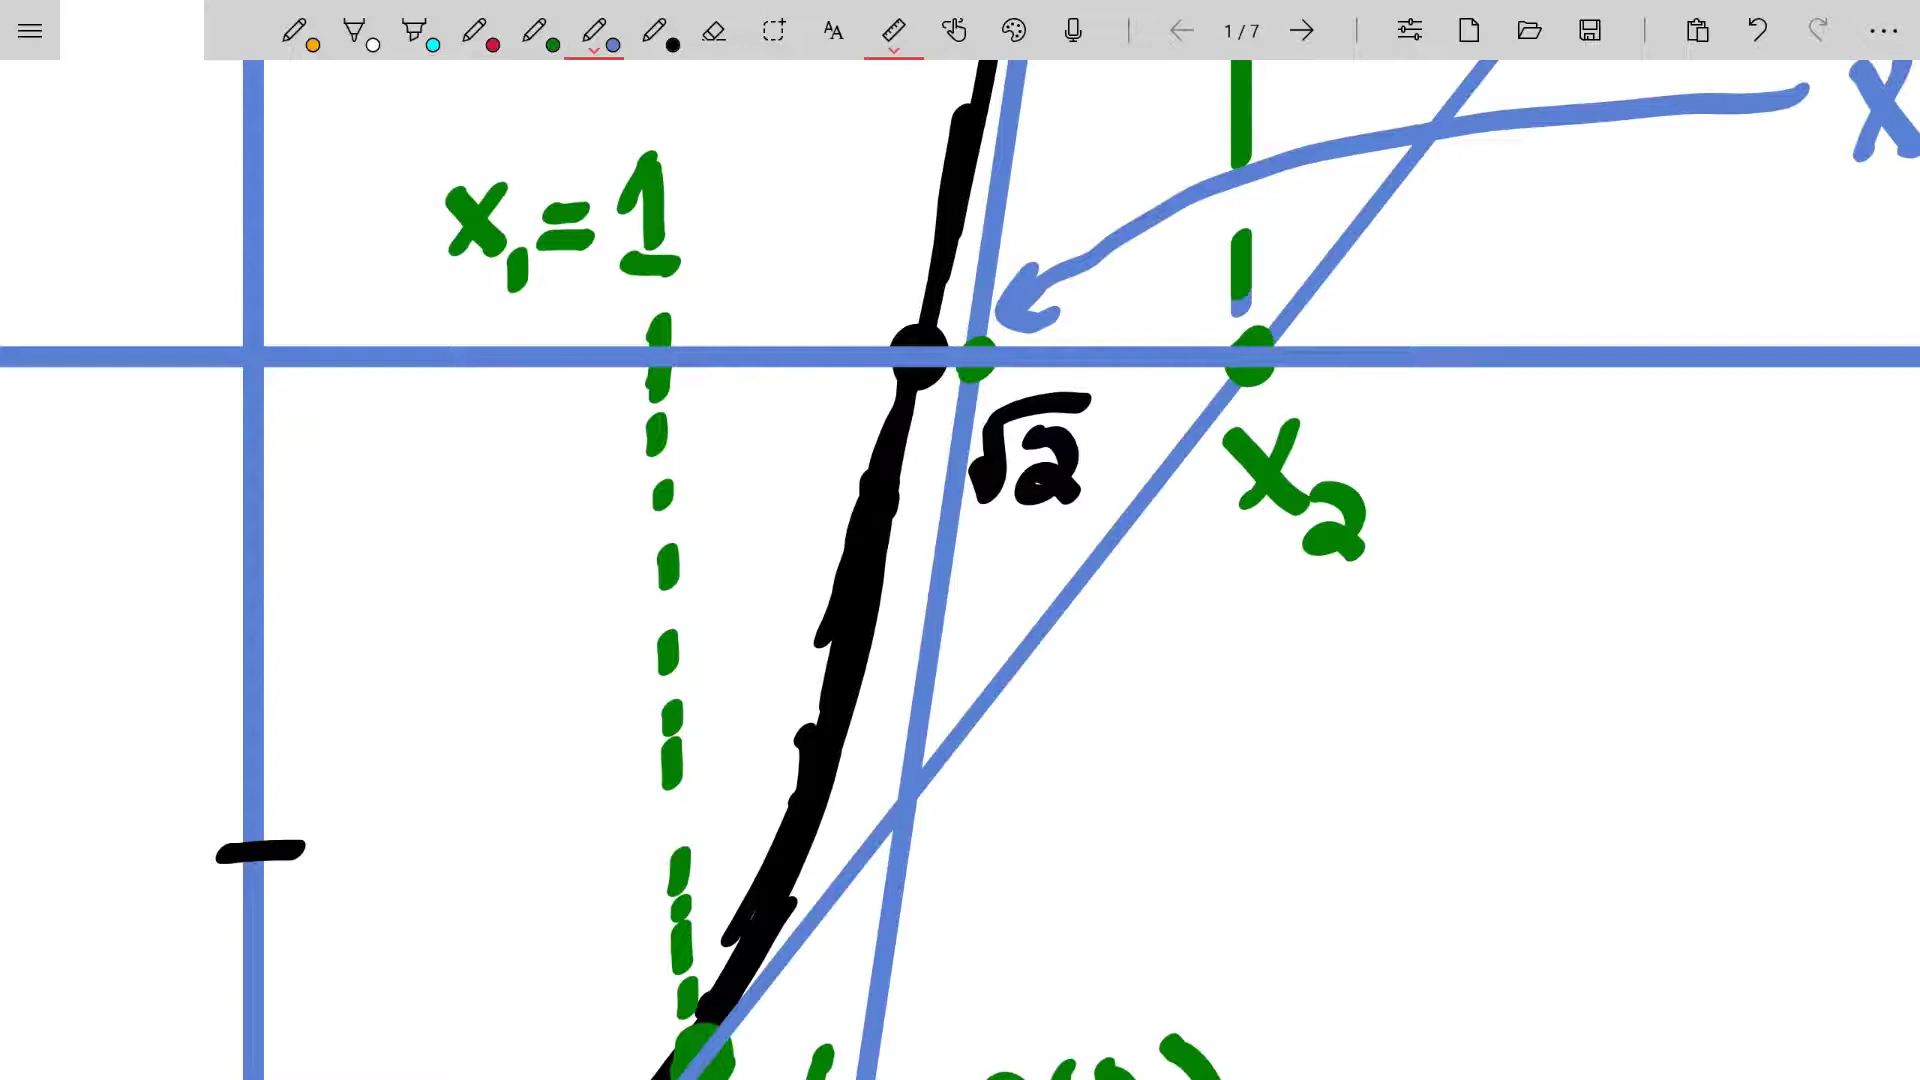 1 / 7
x
x₁ = 1
√2
x₂